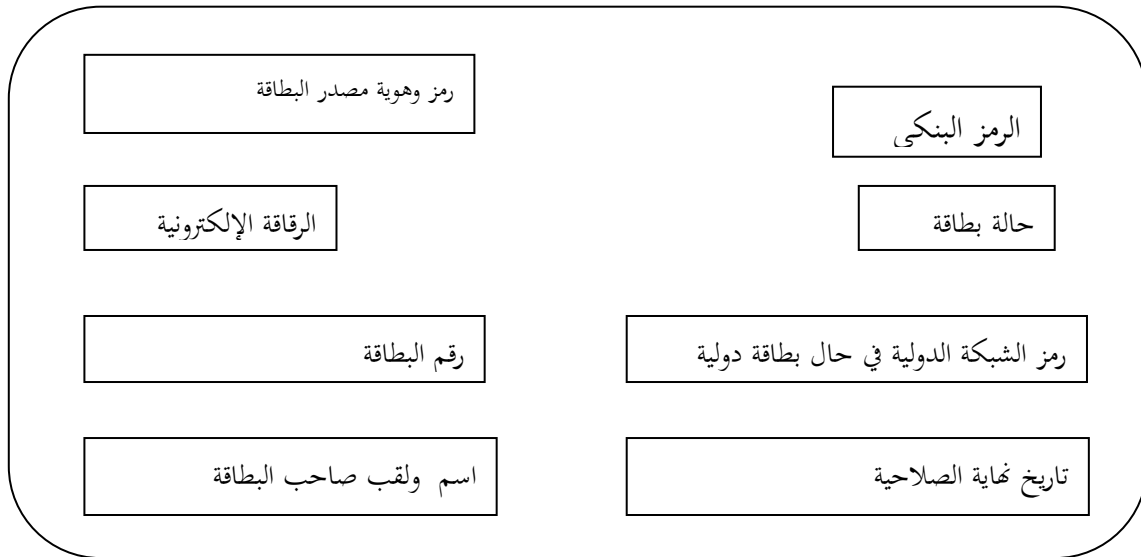 رمز وهوية مصدر البطاقة
الرمز البنكي
الرقاقة الإلكترونية
حالة بطاقة
رقم البطاقة
رمز الشبكة الدولية في حال بطاقة دولية
اسم ولقب صاحب البطاقة
تاريخ نهاية الصلاحية